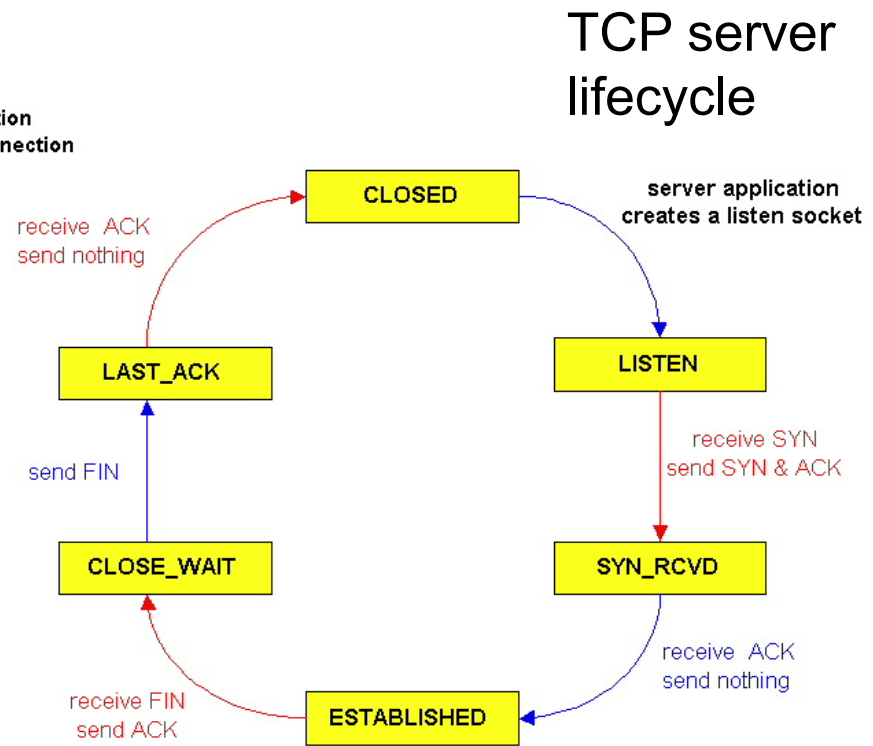 TCP server
lifecycle
nection
CLOSED
server application
creates a listen socket
receive ACK
send nothing
LAST_ACK
LISTEN
receive SYN
send SYN & ACK
send FIN
CLOSE_WAIT
SYN_RCVD
receive ACK
send nothing
receive FIN
send ACK
ESTABLISHED